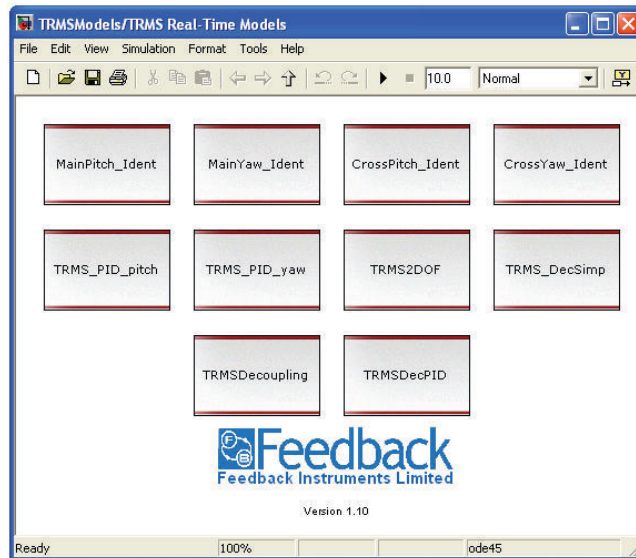 TRMSModels/TRMS Real-Time Models
File Edit View Simulation Format Tools Help
10.0 Normal
MainPitch_Ident MainYaw_Ident CrossPitch_Ident CrossYaw_Ident
TRMS_PID_pitch TRMS_PID_yaw TRMS2DOF TRMS_DecSimp
TRMSDecoupling TRMSDecPID
Feedback
Feedback Instruments Limited
Version 1.10
Ready 100% ode45